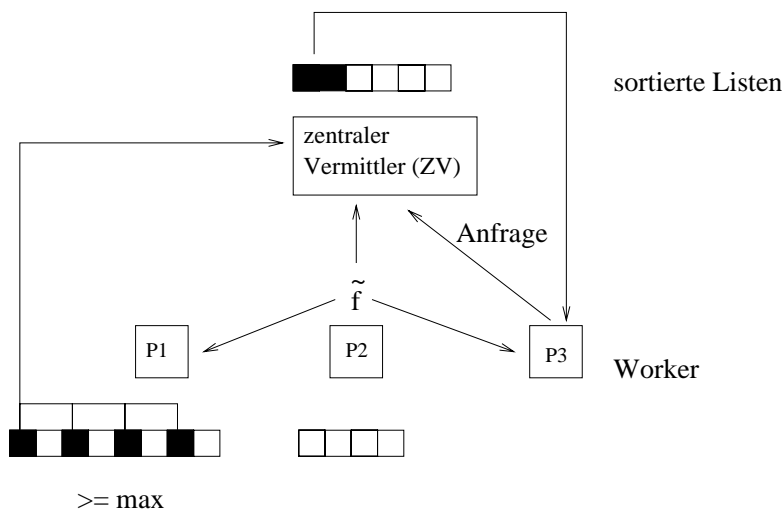 sortierte Listen
zentraler
Vermittler (ZV)
Anfrage
f̃
P1
P2
P3
Worker
>= max